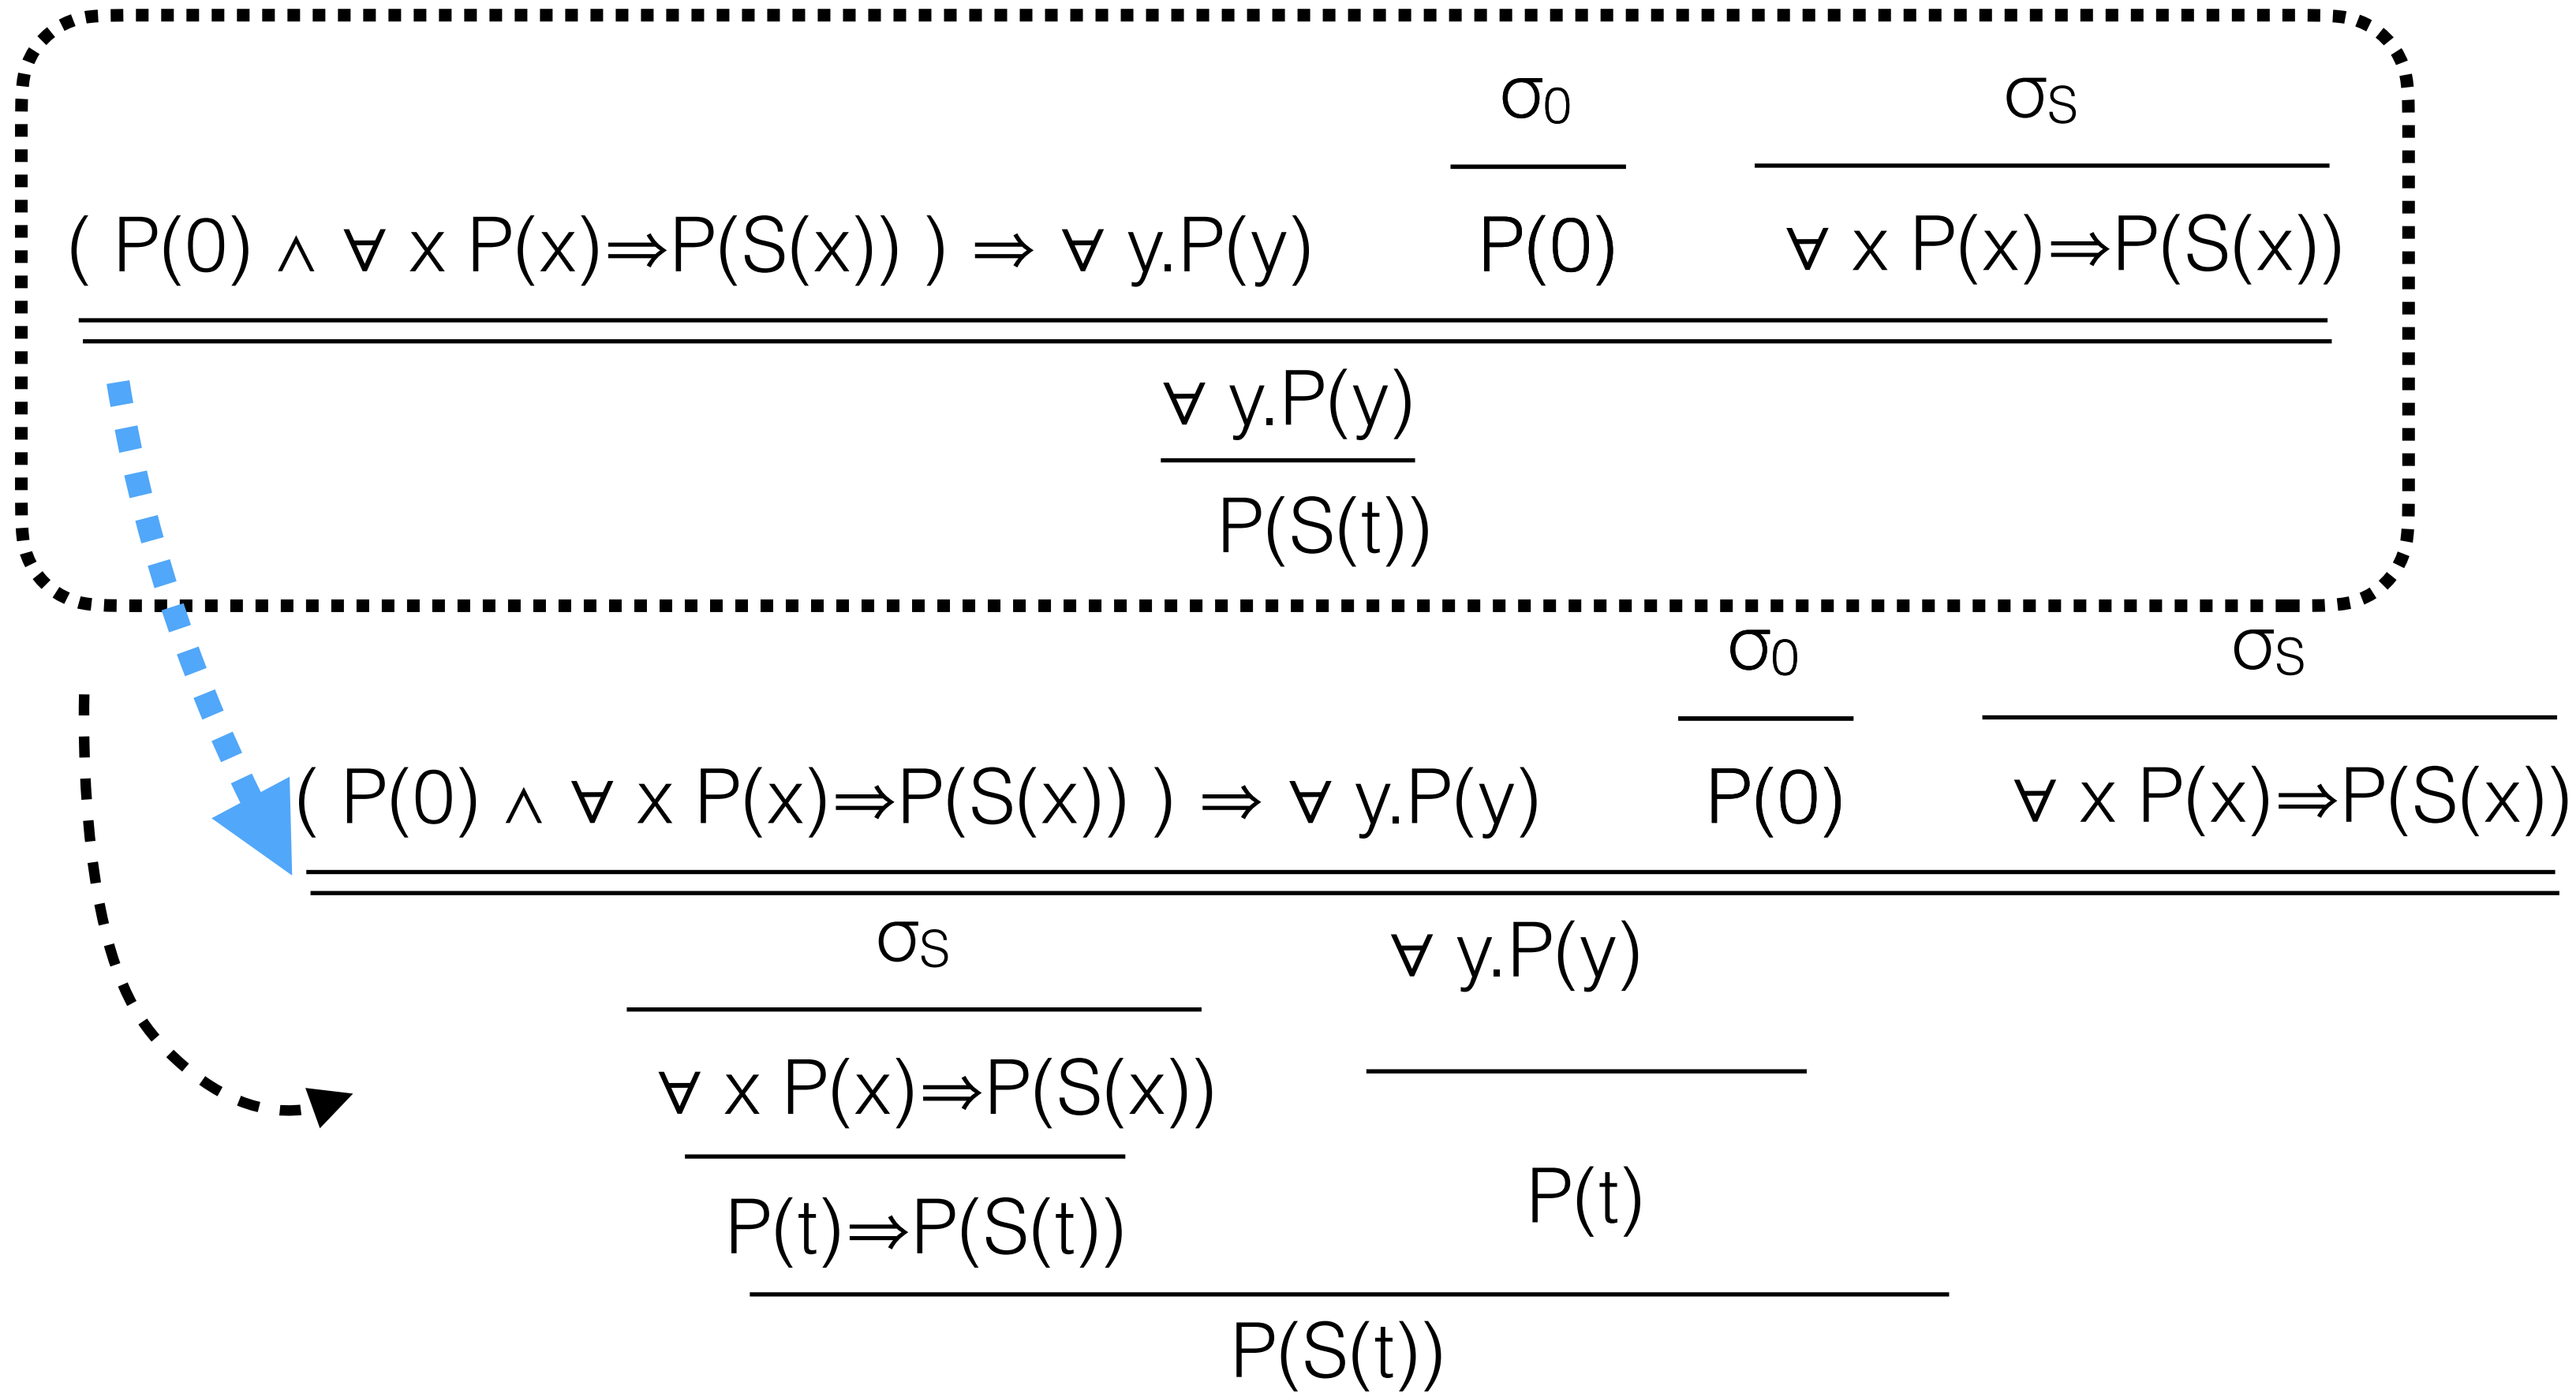 σ₀ σS
( P(0) ∧ ∀ x P(x)⇒P(S(x)) ) ⇒ ∀ y.P(y) P(0) ∀ x P(x)⇒P(S(x))
∀ y.P(y)
P(S(t))
σ₀ σS
( P(0) ∧ ∀ x P(x)⇒P(S(x)) ) ⇒ ∀ y.P(y) P(0) ∀ x P(x)⇒P(S(x))
σS ∀ y.P(y)
∀ x P(x)⇒P(S(x))
P(t)⇒P(S(t)) P(t)
P(S(t))